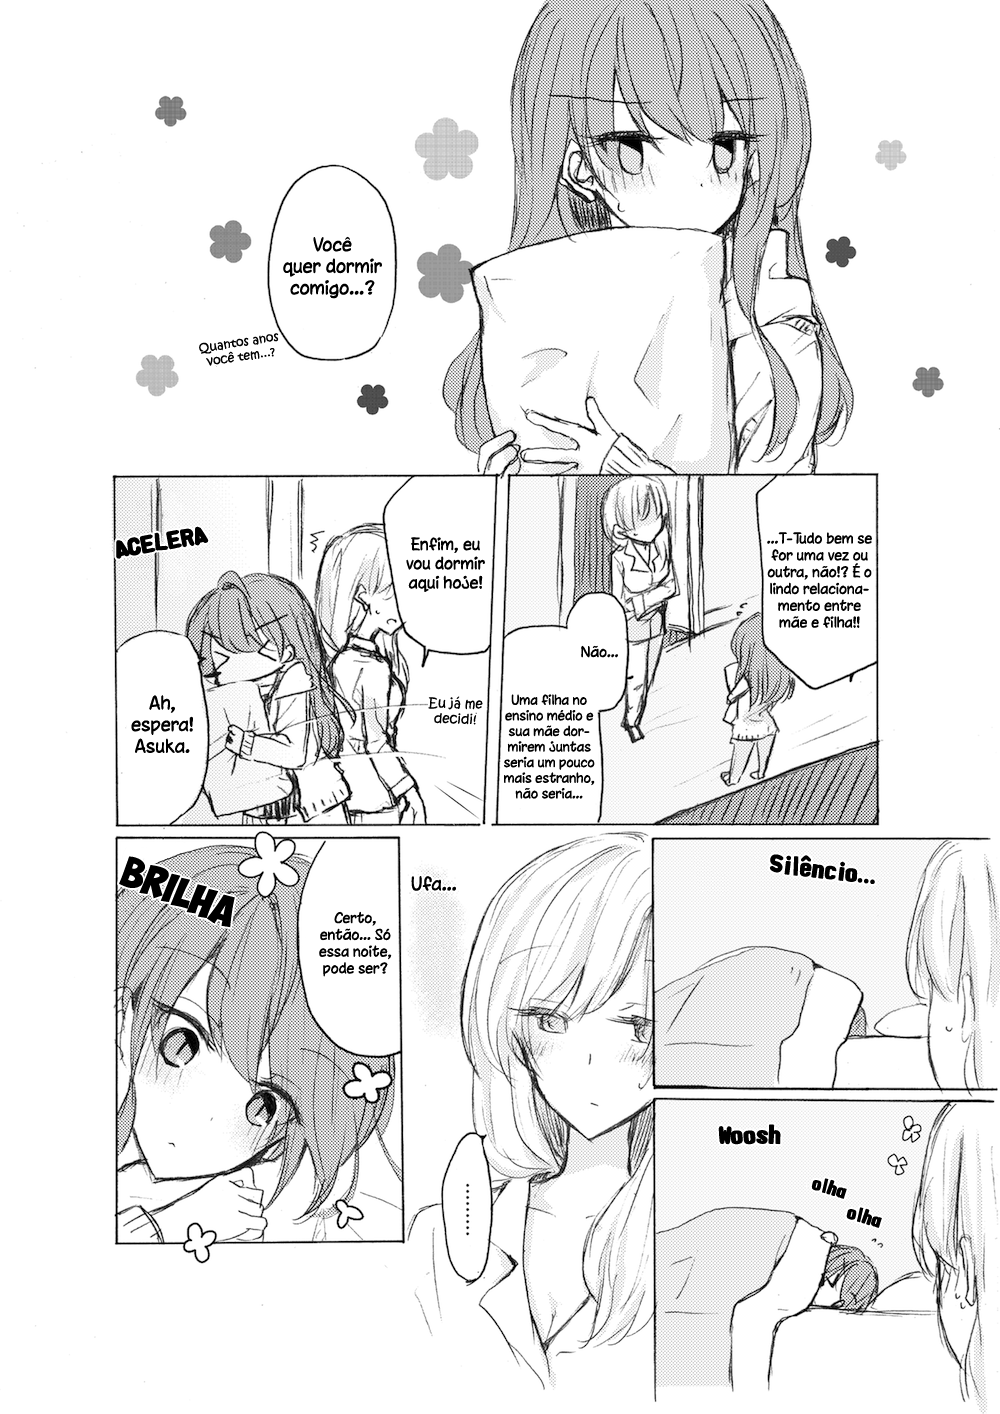 Você
quer dormir
comigo...?
Quantos anos
você tem...?
...T-Tudo bem se
for uma vez ou
outra, não!? É o
lindo relaciona-
mento entre
mãe e filha!!
Não...
Uma filha no
ensino médio e
sua mãe dor-
mirem juntas
seria um pouco
mais estranho,
não seria...
Enfim, eu
vou dormir
aqui hoje!
Eu já me
decidi!
ACELERA
Ah,
espera!
Asuka.
Silêncio...
Woosh
olha
olha
Ufa...
.........
Certo,
então... Só
essa noite,
pode ser?
BRILHA